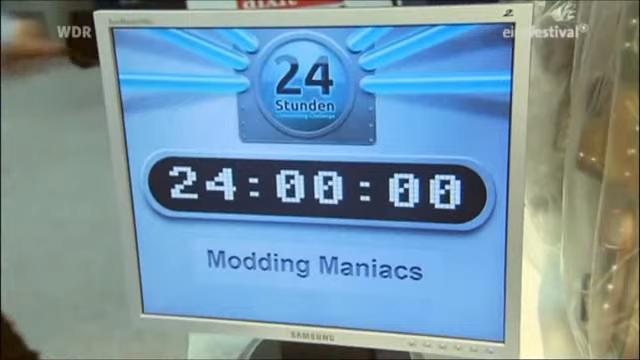 WDR
einsfestival
24
Stunden
24:00:00
Modding Maniacs
SAMSUNG